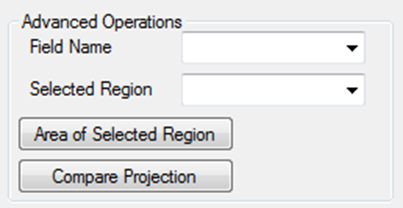 Advanced Operations
Field Name
Selected Region
Area of Selected Region
Compare Projection